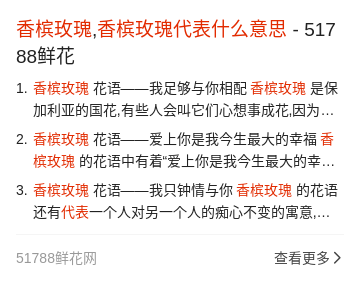 香槟玫瑰,香槟玫瑰代表什么意思 - 517
88鲜花
1. 香槟玫瑰 花语——我足够与你相配 香槟玫瑰 是保
加利亚的国花,有些人会叫它们心想事成花,因为…
2. 香槟玫瑰 花语——爱上你是我今生最大的幸福 香
槟玫瑰 的花语中有着“爱上你是我今生最大的幸…
3. 香槟玫瑰 花语——我只钟情与你 香槟玫瑰 的花语
还有代表一个人对另一个人的痴心不变的寓意,…
51788鲜花网 查看更多